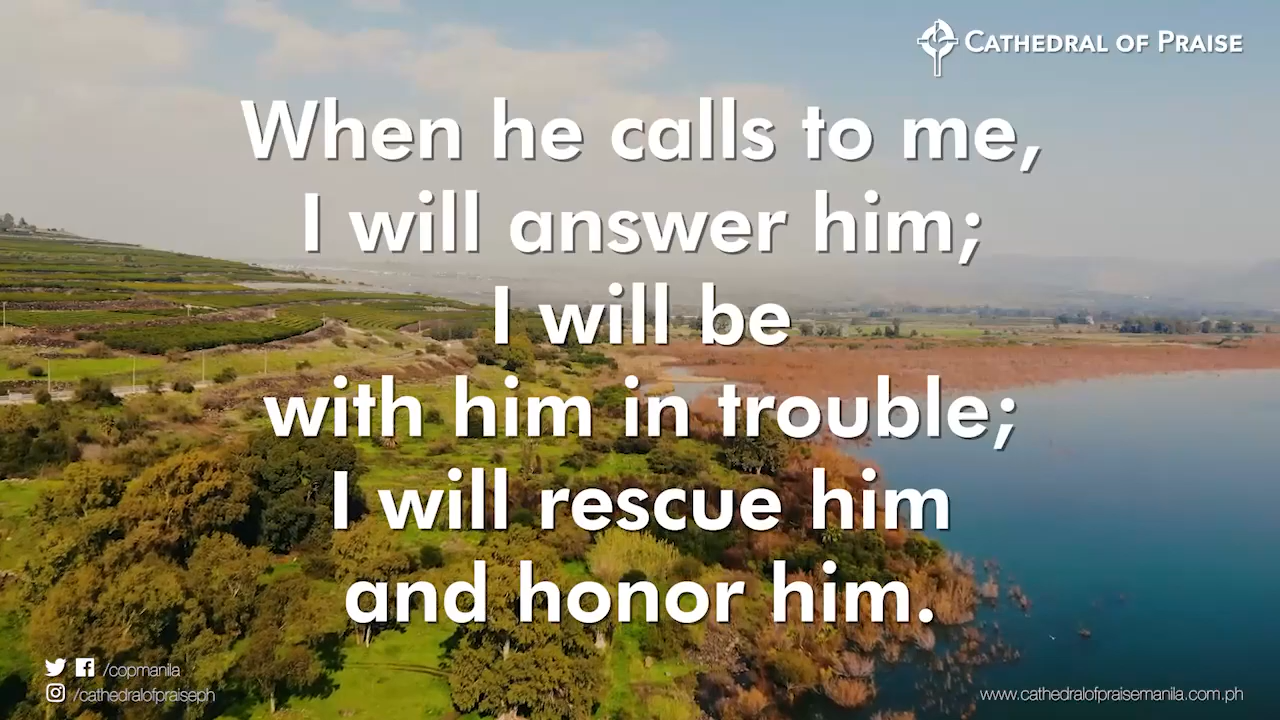 CATHEDRAL OF PRAISE
When he calls to me,
I will answer him;
I will be
with him in trouble;
I will rescue him
and honor him.
/copmanila
/cathedralofpraiseph
www.cathedralofpraisemanila.com.ph